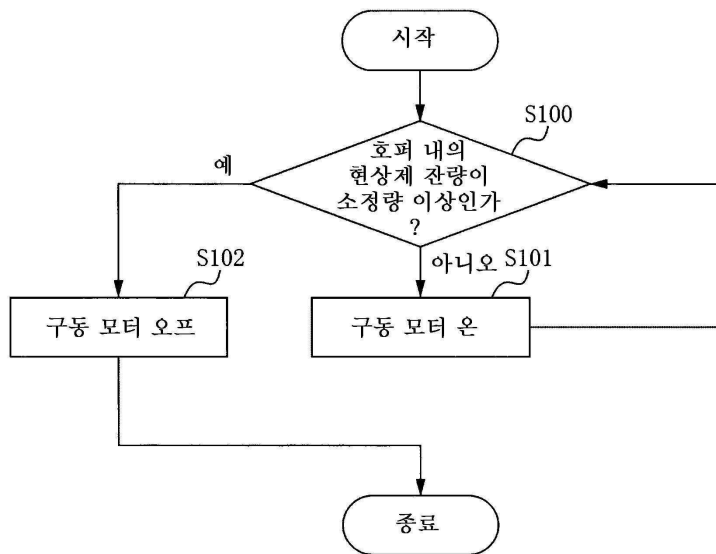 시작
S100
호퍼 내의
현상제 잔량이
소정량 이상인가
?
예
아니오
S102
S101
구동 모터 오프
구동 모터 온
종료